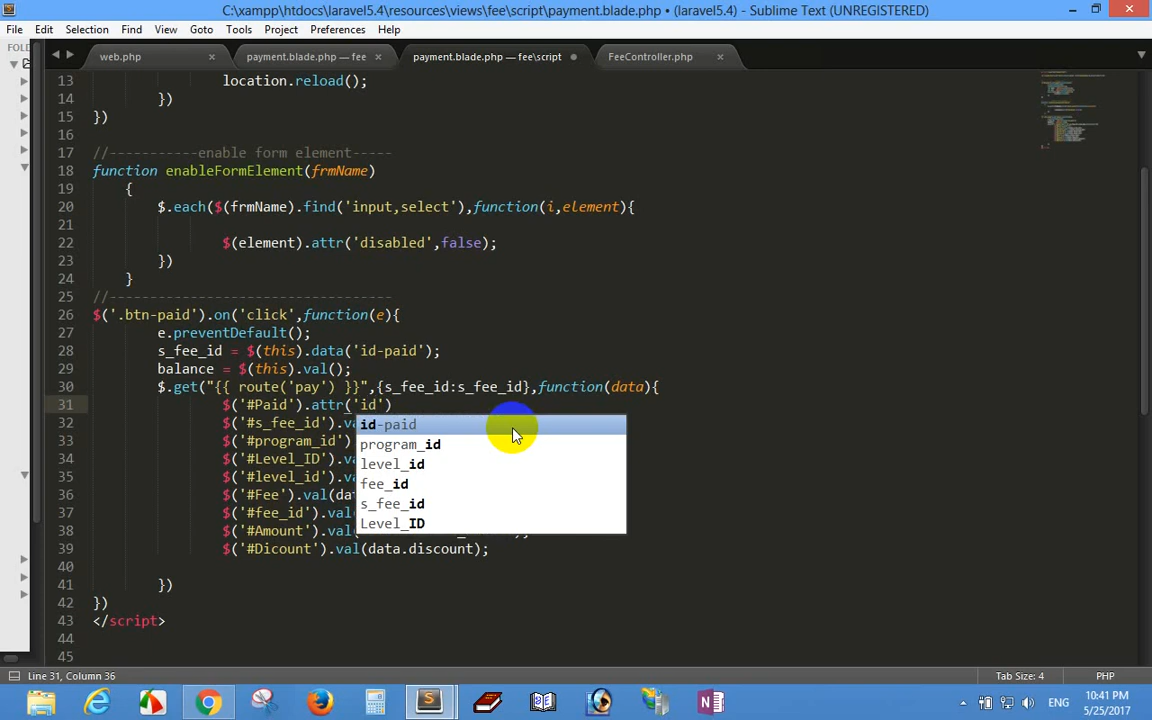 C:\xampp\htdocs\laravel5.4\resources\views\fee\script\payment.blade.php • (laravel5.4) - Sublime Text (UNREGISTERED)
File Edit Selection Find View Goto Tools Project Preferences Help
FOL
web.php × payment.blade.php — fee × payment.blade.php — fee\script FeeController.php ×
13 location.reload();
14 })
15 })
16
17 //-----------enable form element-----
18 function enableFormElement(frmName)
19 {
20 $.each($(frmName).find('input,select'),function(i,element){
21
22 $(element).attr('disabled',false);
23 })
24 }
25 //-----------------------------------
26 $('.btn-paid').on('click',function(e){
27 e.preventDefault();
28 s_fee_id = $(this).data('id-paid');
29 balance = $(this).val();
30 $.get("{{ route('pay') }}",{s_fee_id:s_fee_id},function(data){
31 $('#Paid').attr('id')
32 $('#s_fee_id').va
33 $('#program_id')
34 $('#Level_ID').va
35 $('#level_id').va
36 $('#Fee').val(da
37 $('#fee_id').val
38 $('#Amount').val
39 $('#Dicount').val(data.discount);
40
41 })
42 })
43 </script>
44
45
id-paid
program_id
level_id
fee_id
s_fee_id
Level_ID
Line 31, Column 36 Tab Size: 4 PHP
ENG
10:41 PM
5/25/2017